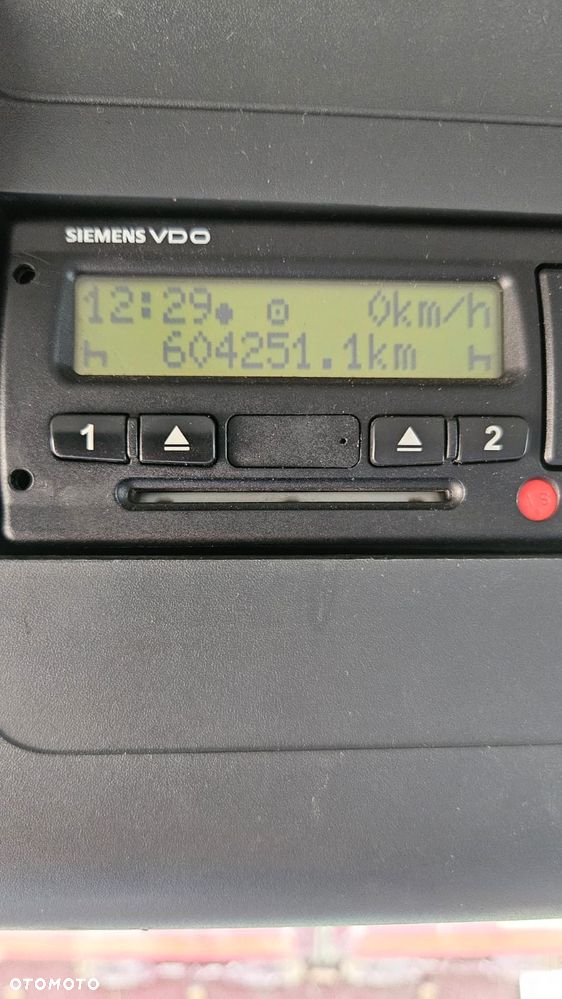 SIEMENS VDO
12:29 0km/h
604251.1km
1 2
OTOMOTO